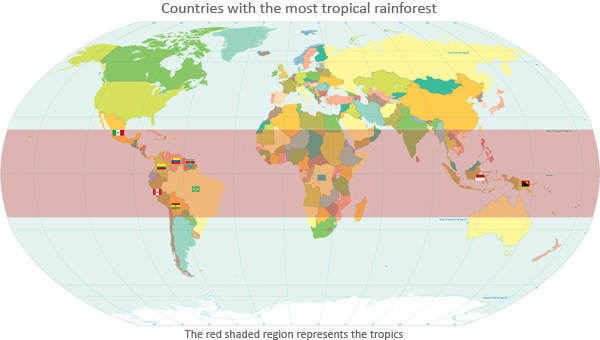 Countries with the most tropical rainforest
The red shaded region represents the tropics